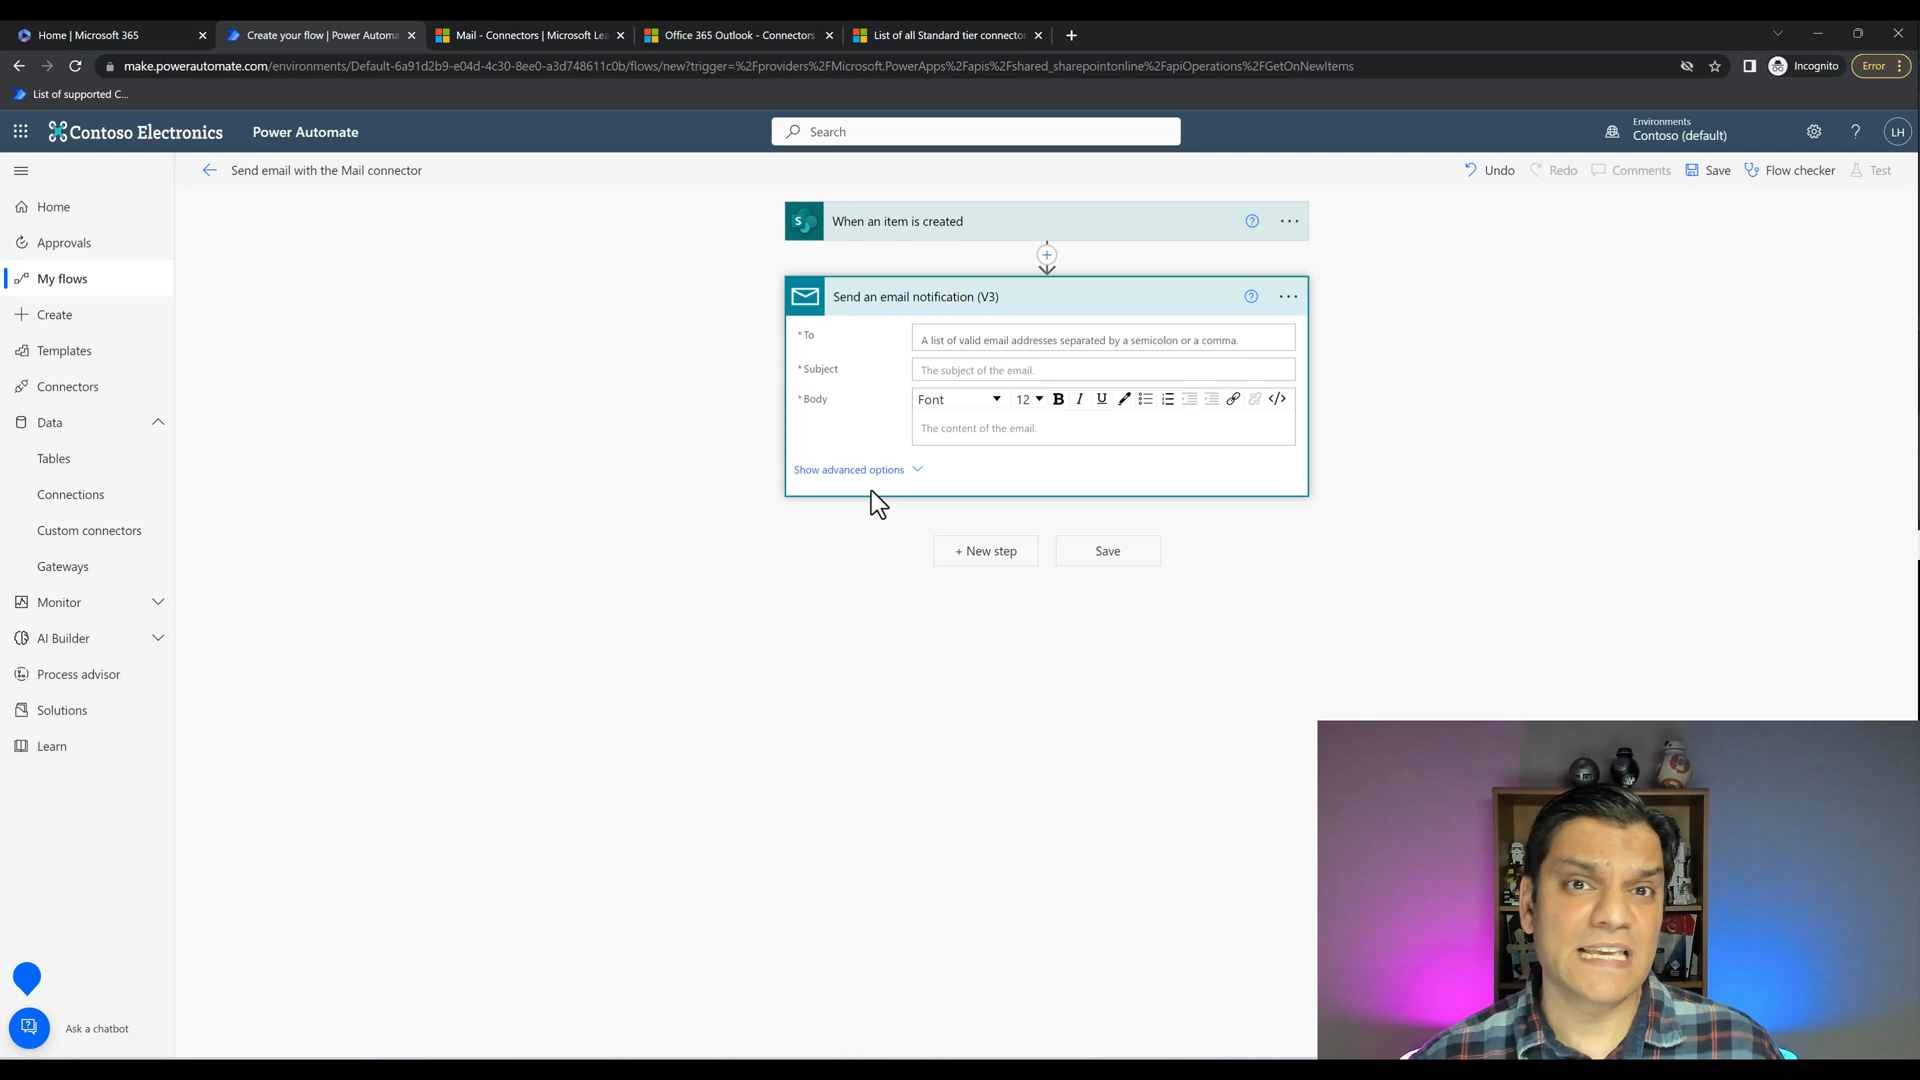 Home | Microsoft 365
Create your flow | Power Automa
Mail - Connectors | Microsoft Lea
Office 365 Outlook - Connectors
List of all Standard tier connector
make.powerautomate.com/environments/Default-6a91d2b9-e04d-4c30-8ee0-a3d748611c0b/flows/new?trigger=%2Fproviders%2FMicrosoft.PowerApps%2Fapis%2Fshared_sharepointonline%2FapiOperations%2FGetOnNewItems
Incognito
Error
List of supported C...
Contoso Electronics
Power Automate
Search
Environments
Contoso (default)
LH
Send email with the Mail connector
Undo
Redo
Comments
Save
Flow checker
Test
Home
Approvals
My flows
Create
Templates
Connectors
Data
Tables
Connections
Custom connectors
Gateways
Monitor
AI Builder
Process advisor
Solutions
Learn
Ask a chatbot
S
When an item is created
Send an email notification (V3)
* To
A list of valid email addresses separated by a semicolon or a comma.
* Subject
The subject of the email.
* Body
Font
12
B I U
</>
The content of the email.
Show advanced options
+ New step
Save